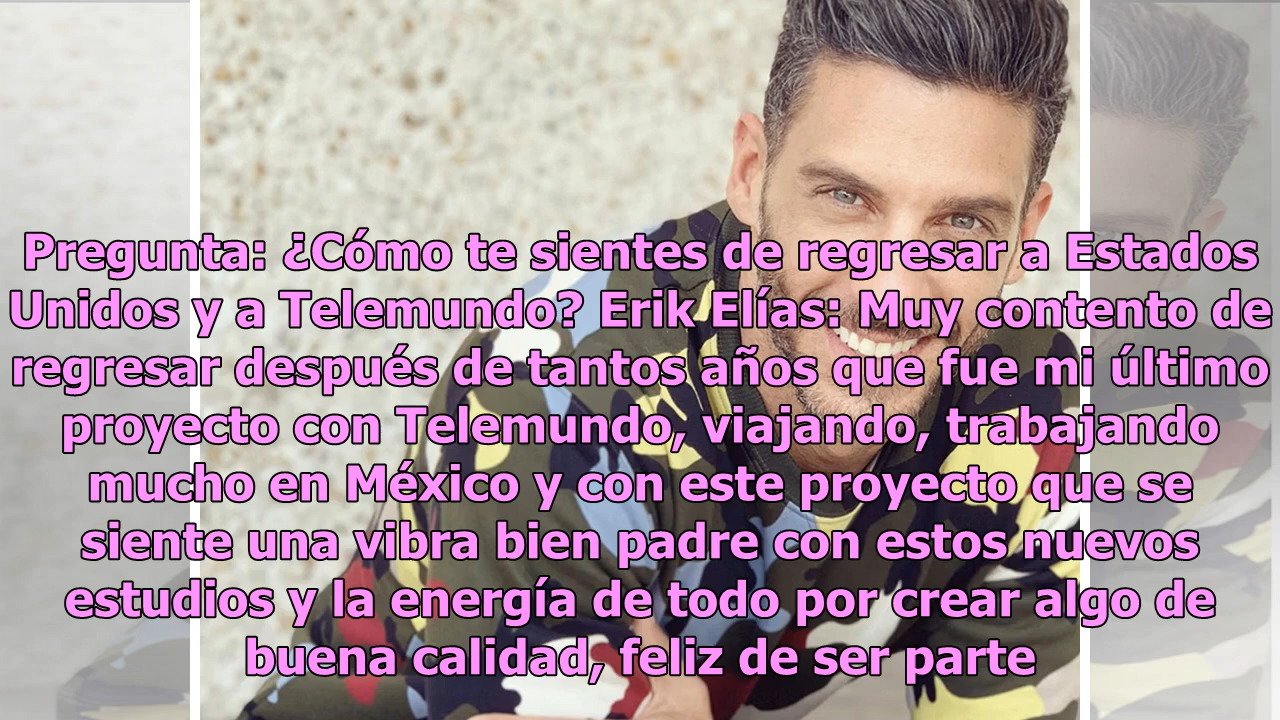 Pregunta: ¿Cómo te sientes de regresar a Estados
Unidos y a Telemundo? Erik Elías: Muy contento de
regresar después de tantos años que fue mi último
proyecto con Telemundo, viajando, trabajando
mucho en México y con este proyecto que se
siente una vibra bien padre con estos nuevos
estudios y la energía de todo por crear algo de
buena calidad, feliz de ser parte